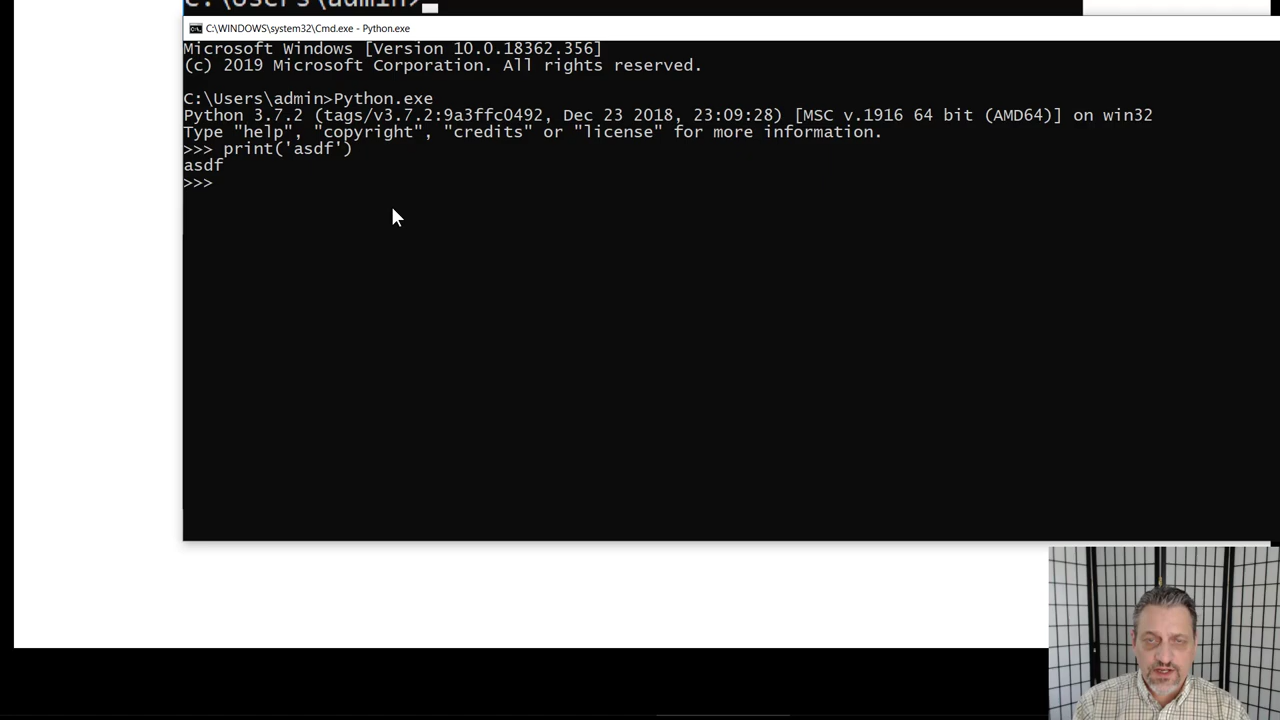 C:\Users\admin>
C:\WINDOWS\system32\Cmd.exe - Python.exe
Microsoft Windows [Version 10.0.18362.356]
(c) 2019 Microsoft Corporation. All rights reserved.
C:\Users\admin>Python.exe
Python 3.7.2 (tags/v3.7.2:9a3ffc0492, Dec 23 2018, 23:09:28) [MSC v.1916 64 bit (AMD64)] on win32
Type "help", "copyright", "credits" or "license" for more information.
>>> print('asdf')
asdf
>>>